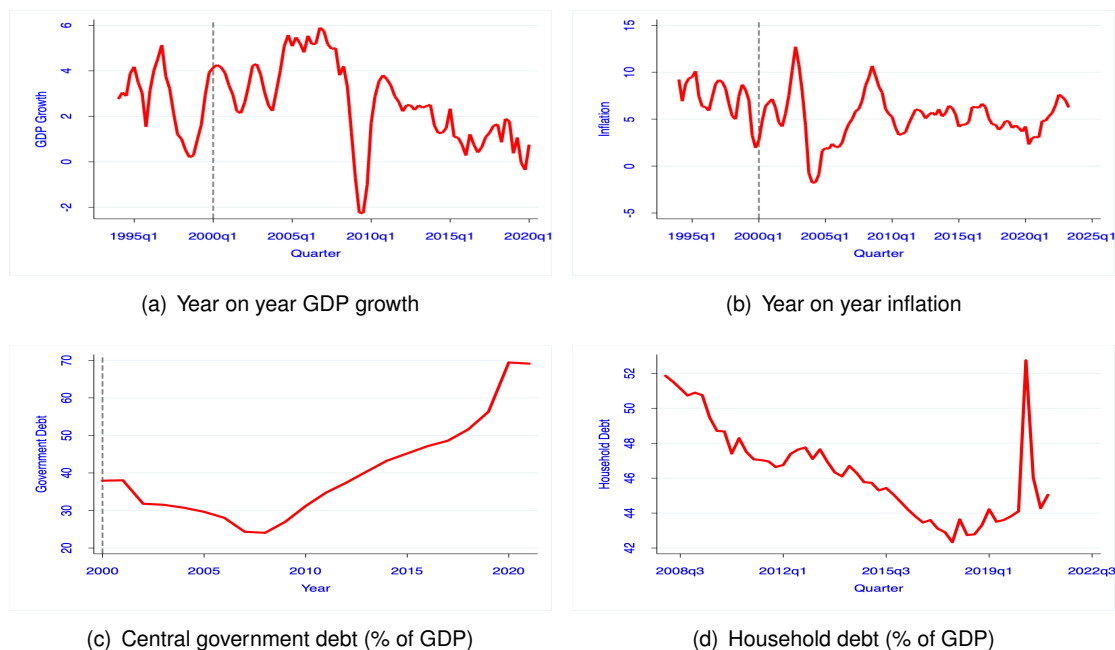 GDP Growth
6
4
2
0
-2
1995q1 2000q1 2005q1 2010q1 2015q1 2020q1
Quarter
(a) Year on year GDP growth
Inflation
15
10
5
0
-5
1995q1 2000q1 2005q1 2010q1 2015q1 2020q1 2025q1
Quarter
(b) Year on year inflation
Government Debt
70
60
50
40
30
20
2000 2005 2010 2015 2020
Year
(c) Central government debt (% of GDP)
Household Debt
52
50
48
46
44
42
2008q3 2012q1 2015q3 2019q1 2022q3
Quarter
(d) Household debt (% of GDP)